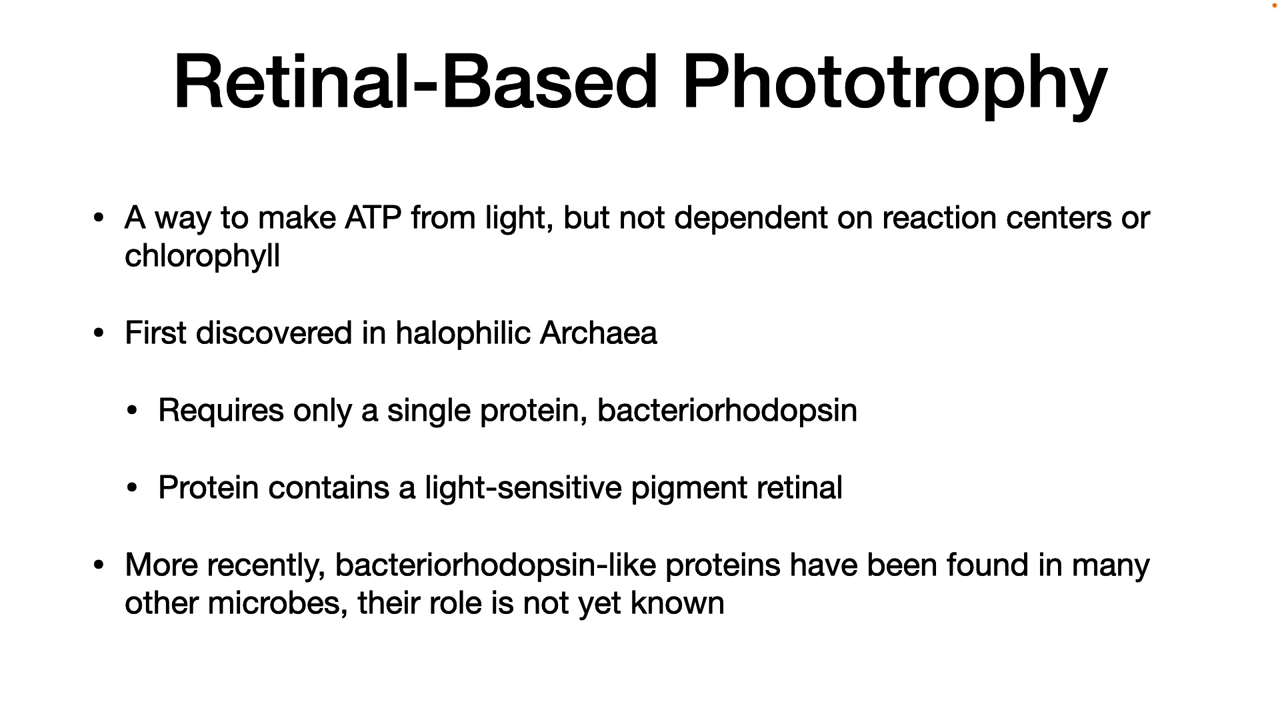 Retinal-Based Phototrophy
• A way to make ATP from light, but not dependent on reaction centers or
chlorophyll
• First discovered in halophilic Archaea
• Requires only a single protein, bacteriorhodopsin
• Protein contains a light-sensitive pigment retinal
• More recently, bacteriorhodopsin-like proteins have been found in many
other microbes, their role is not yet known